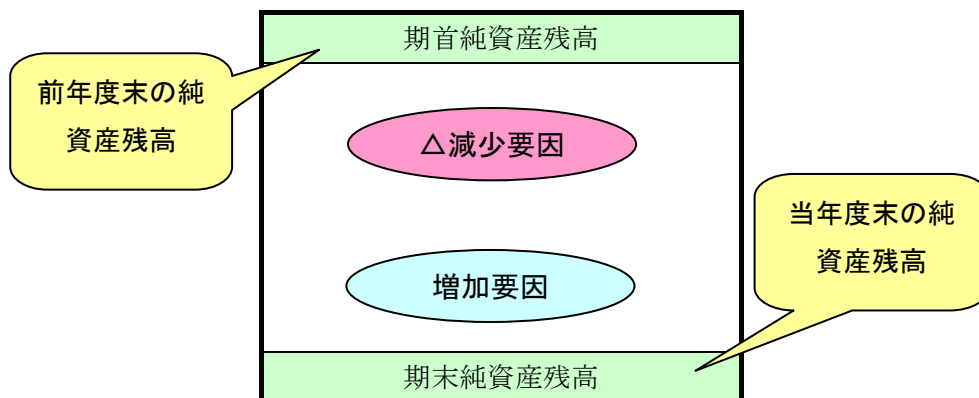 期首純資産残高
前年度末の純
資産残高
△減少要因
当年度末の純
資産残高
増加要因
期末純資産残高